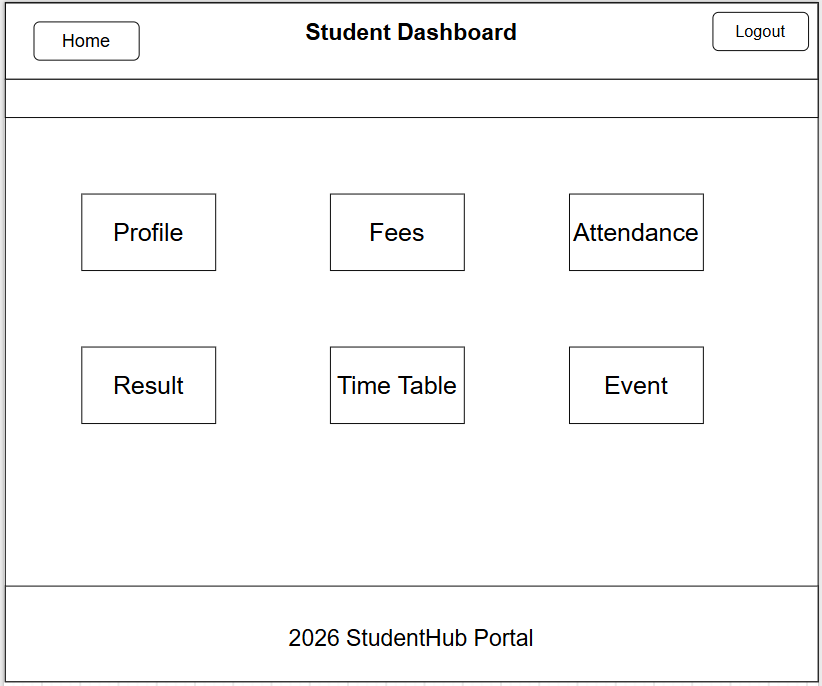 Home
Student Dashboard
Logout
Profile
Fees
Attendance
Result
Time Table
Event
2026 StudentHub Portal